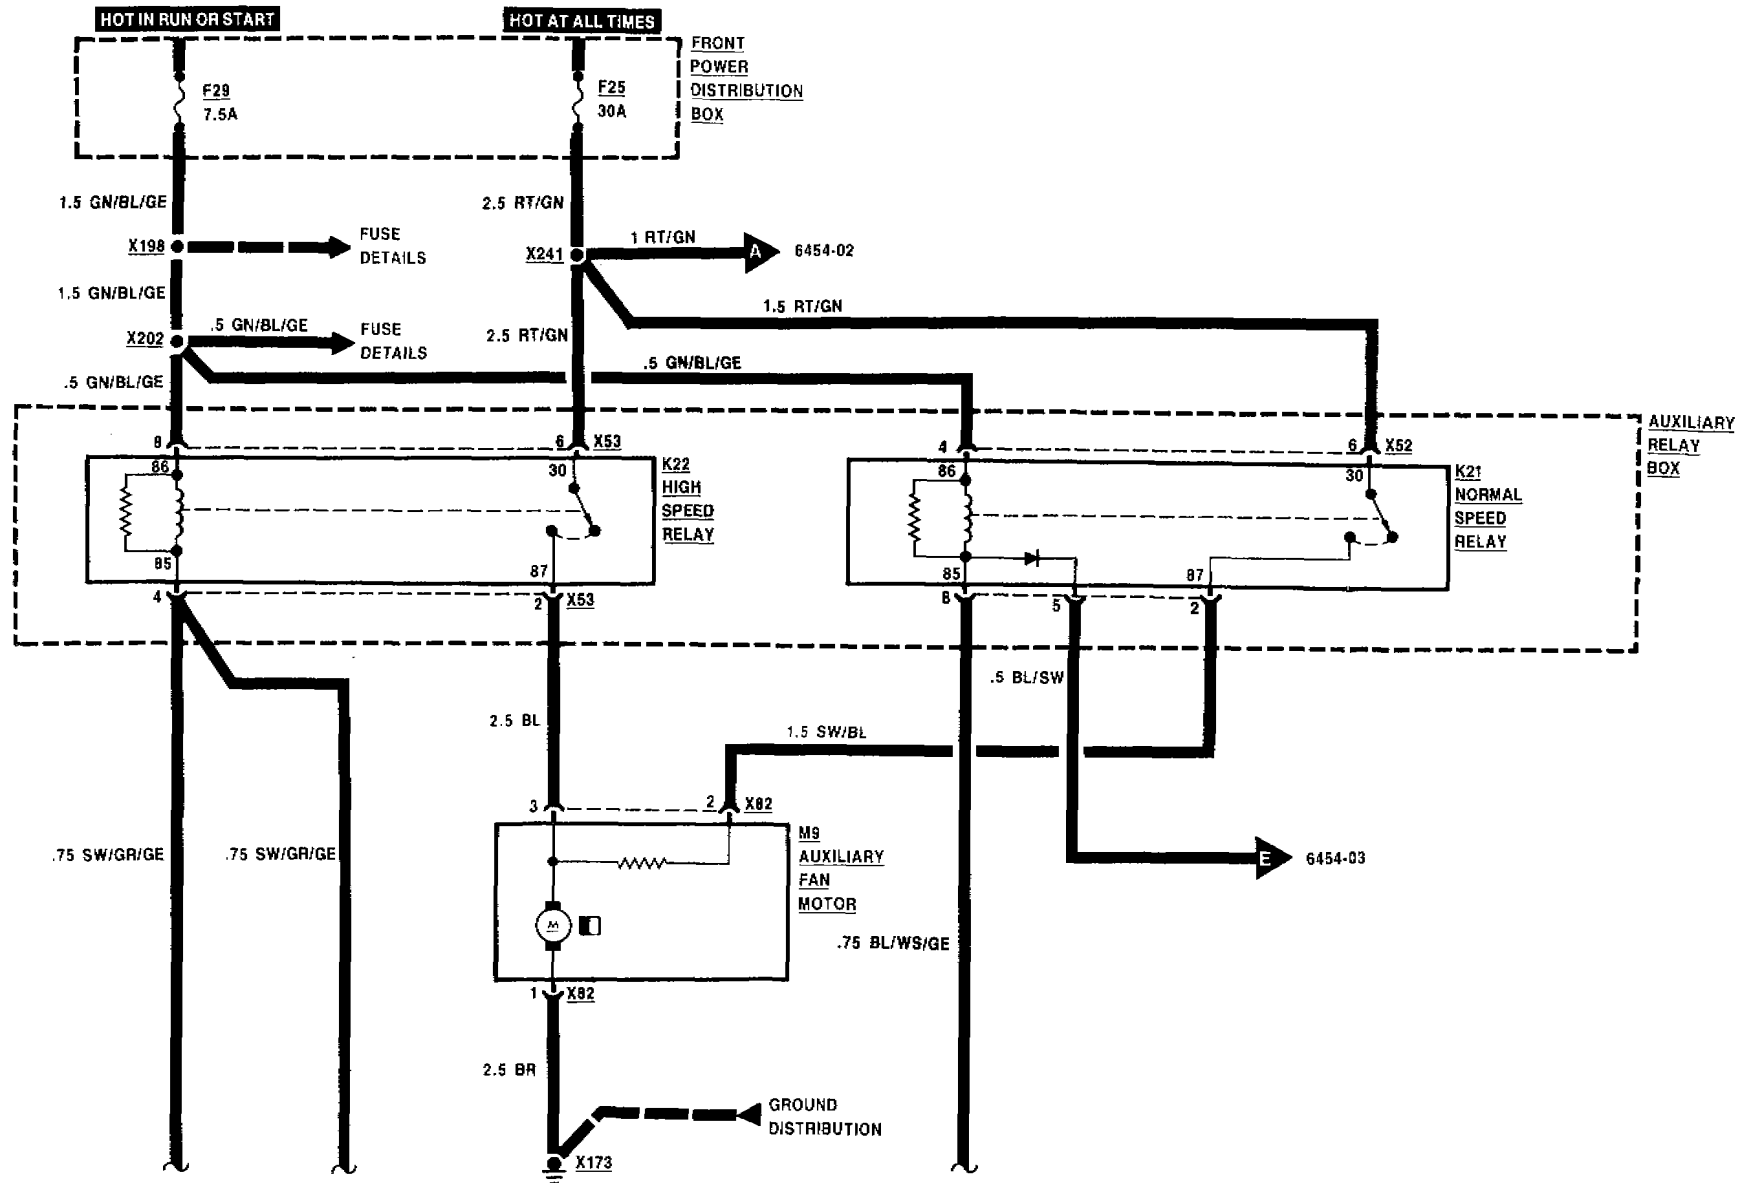 HOT IN RUN OR START
HOT AT ALL TIMES
FRONT
POWER
DISTRIBUTION
BOX
F29
7.5A
F25
30A
1.5 GN/BL/GE
2.5 RT/GN
X198
FUSE
DETAILS
X241
1 RT/GN
A
6454-02
1.5 GN/BL/GE
1.5 RT/GN
X202
.5 GN/BL/GE
FUSE
DETAILS
2.5 RT/GN
.5 GN/BL/GE
.5 GN/BL/GE
AUXILIARY
RELAY
BOX
8
6
X53
4
6
X52
86
30
K22
HIGH
SPEED
RELAY
86
30
K21
NORMAL
SPEED
RELAY
85
87
85
87
4
2
X53
8
5
2
.5 BL/SW
2.5 BL
1.5 SW/BL
3
2
X82
M9
AUXILIARY
FAN
MOTOR
M
.75 SW/GR/GE
.75 SW/GR/GE
E
6454-03
.75 BL/WS/GE
1
X82
2.5 BR
GROUND
DISTRIBUTION
X173